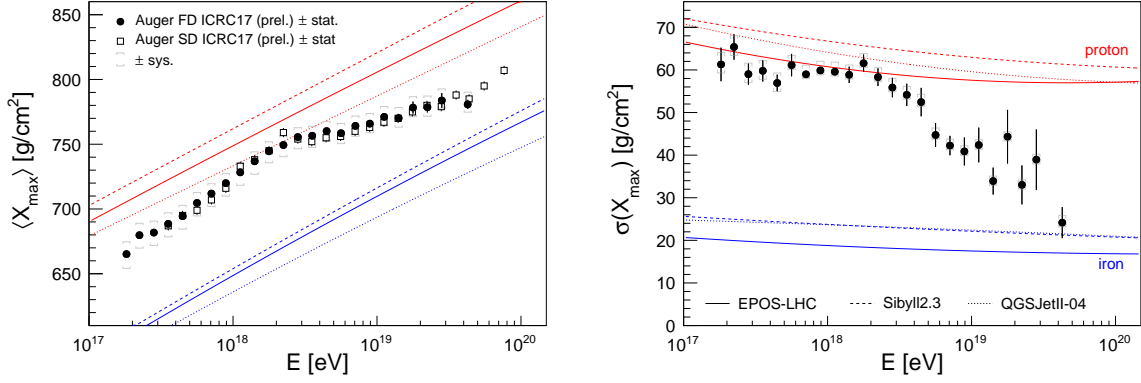 800
750
700
650
⟨X_max⟩ [g/cm²]
Auger FD ICRC17 (prel.) ± stat.
Auger SD ICRC17 (prel.) ± stat
± sys.
10^17 10^18 10^19 10^20
E [eV]
70
60
50
40
30
20
10
0
σ(X_max) [g/cm²]
proton
iron
EPOS-LHC Sibyll2.3 QGSJetII-04
10^17 10^18 10^19 10^20
E [eV]